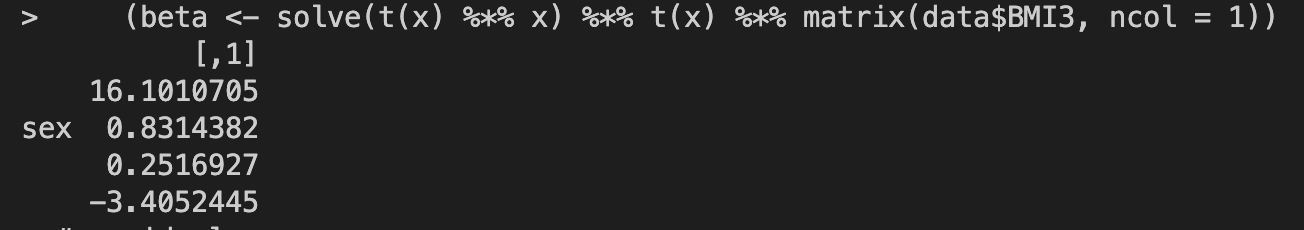 >     (beta <- solve(t(x) %*% x) %*% t(x) %*% matrix(data$BMI3, ncol = 1))
          [,1]
    16.1010705
sex  0.8314382
     0.2516927
    -3.4052445